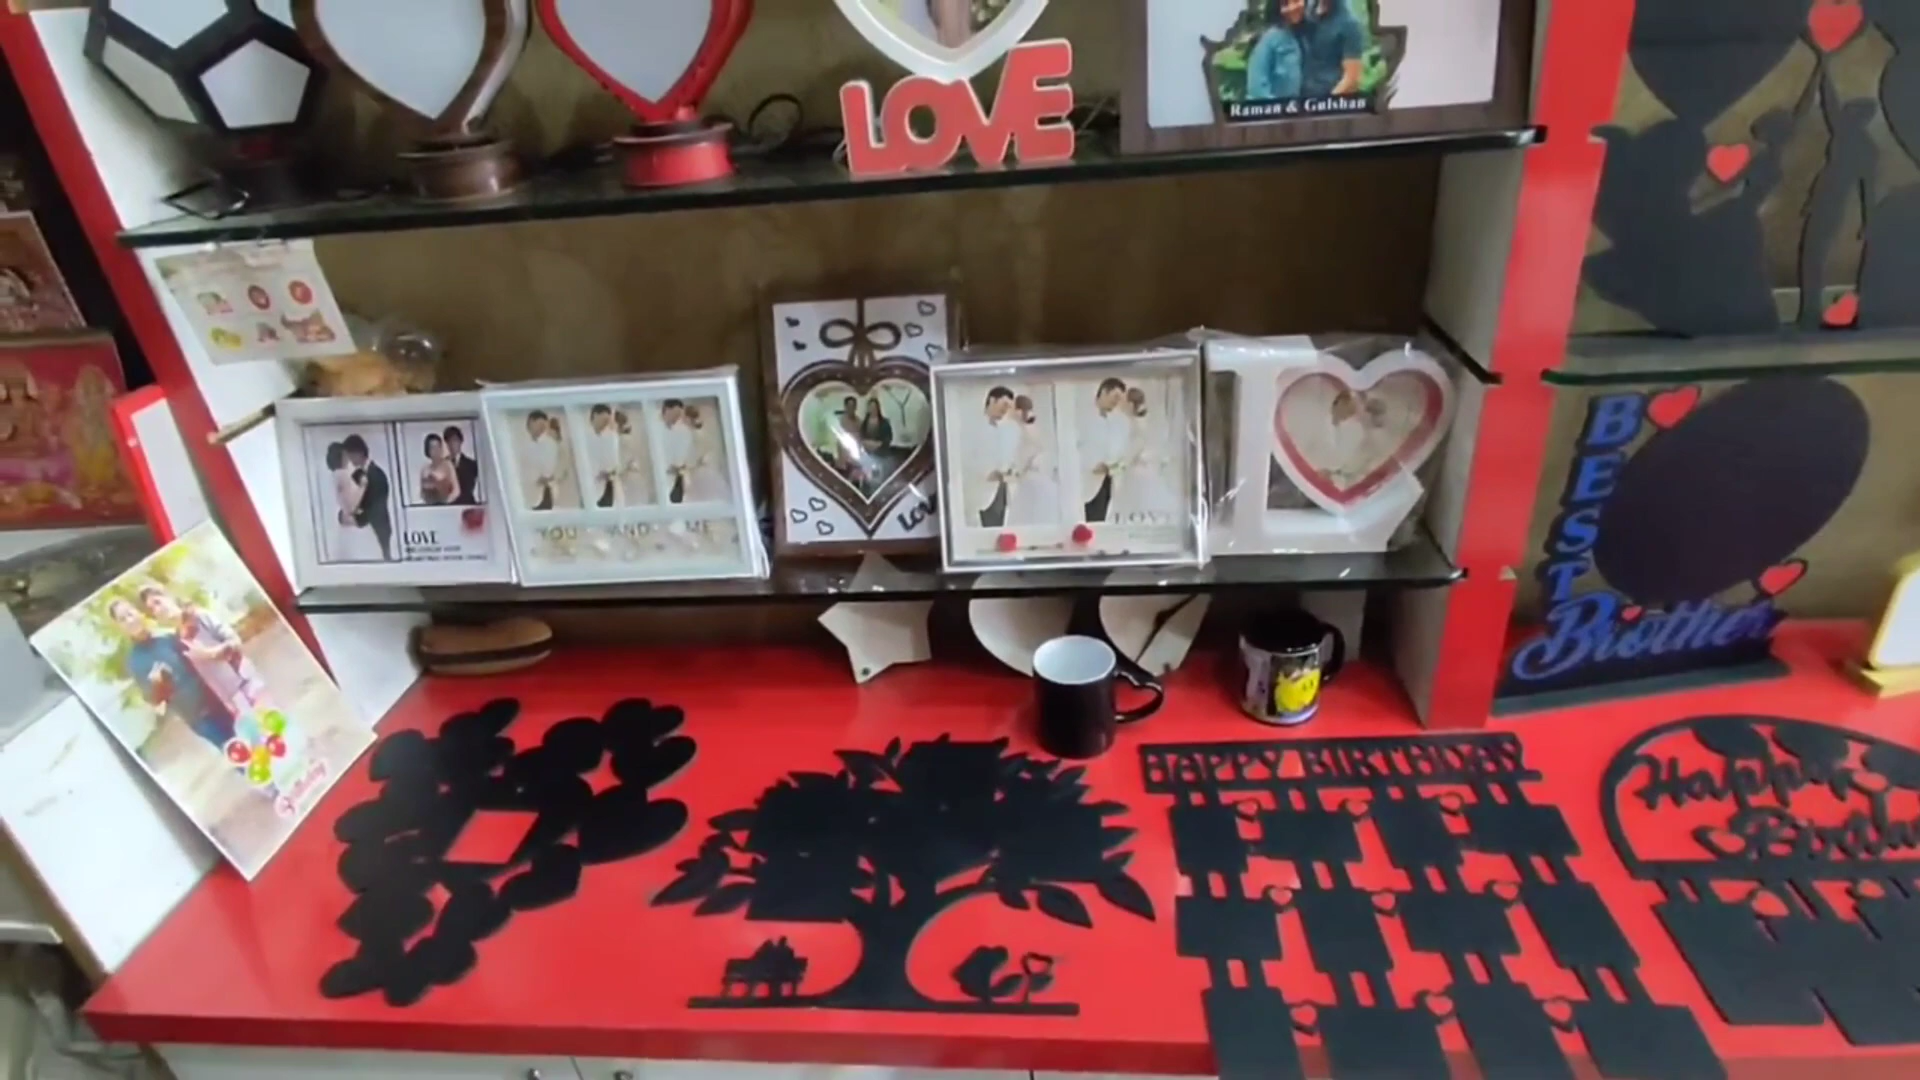 LOVE
Raman & Gulshan
LOVE
YOU AND ME
LOVE
LOVE
BEST
Brother
Birthday
HAPPY BIRTHDAY
Happy